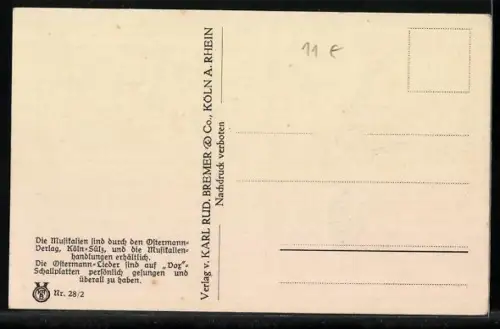 11 €
Verlag v. KARL RUD. BREMER & Co., KÖLN A. RHEIN
Nachdruck verboten
Die Musikalien sind durch den Ostermann-
Verlag, Köln-Sülz, und die Musikalien-
handlungen erhältlich.
Die Ostermann-Lieder sind auf „Vox"-
Schallplatten persönlich gesungen und
überall zu haben.
Nr. 28/2